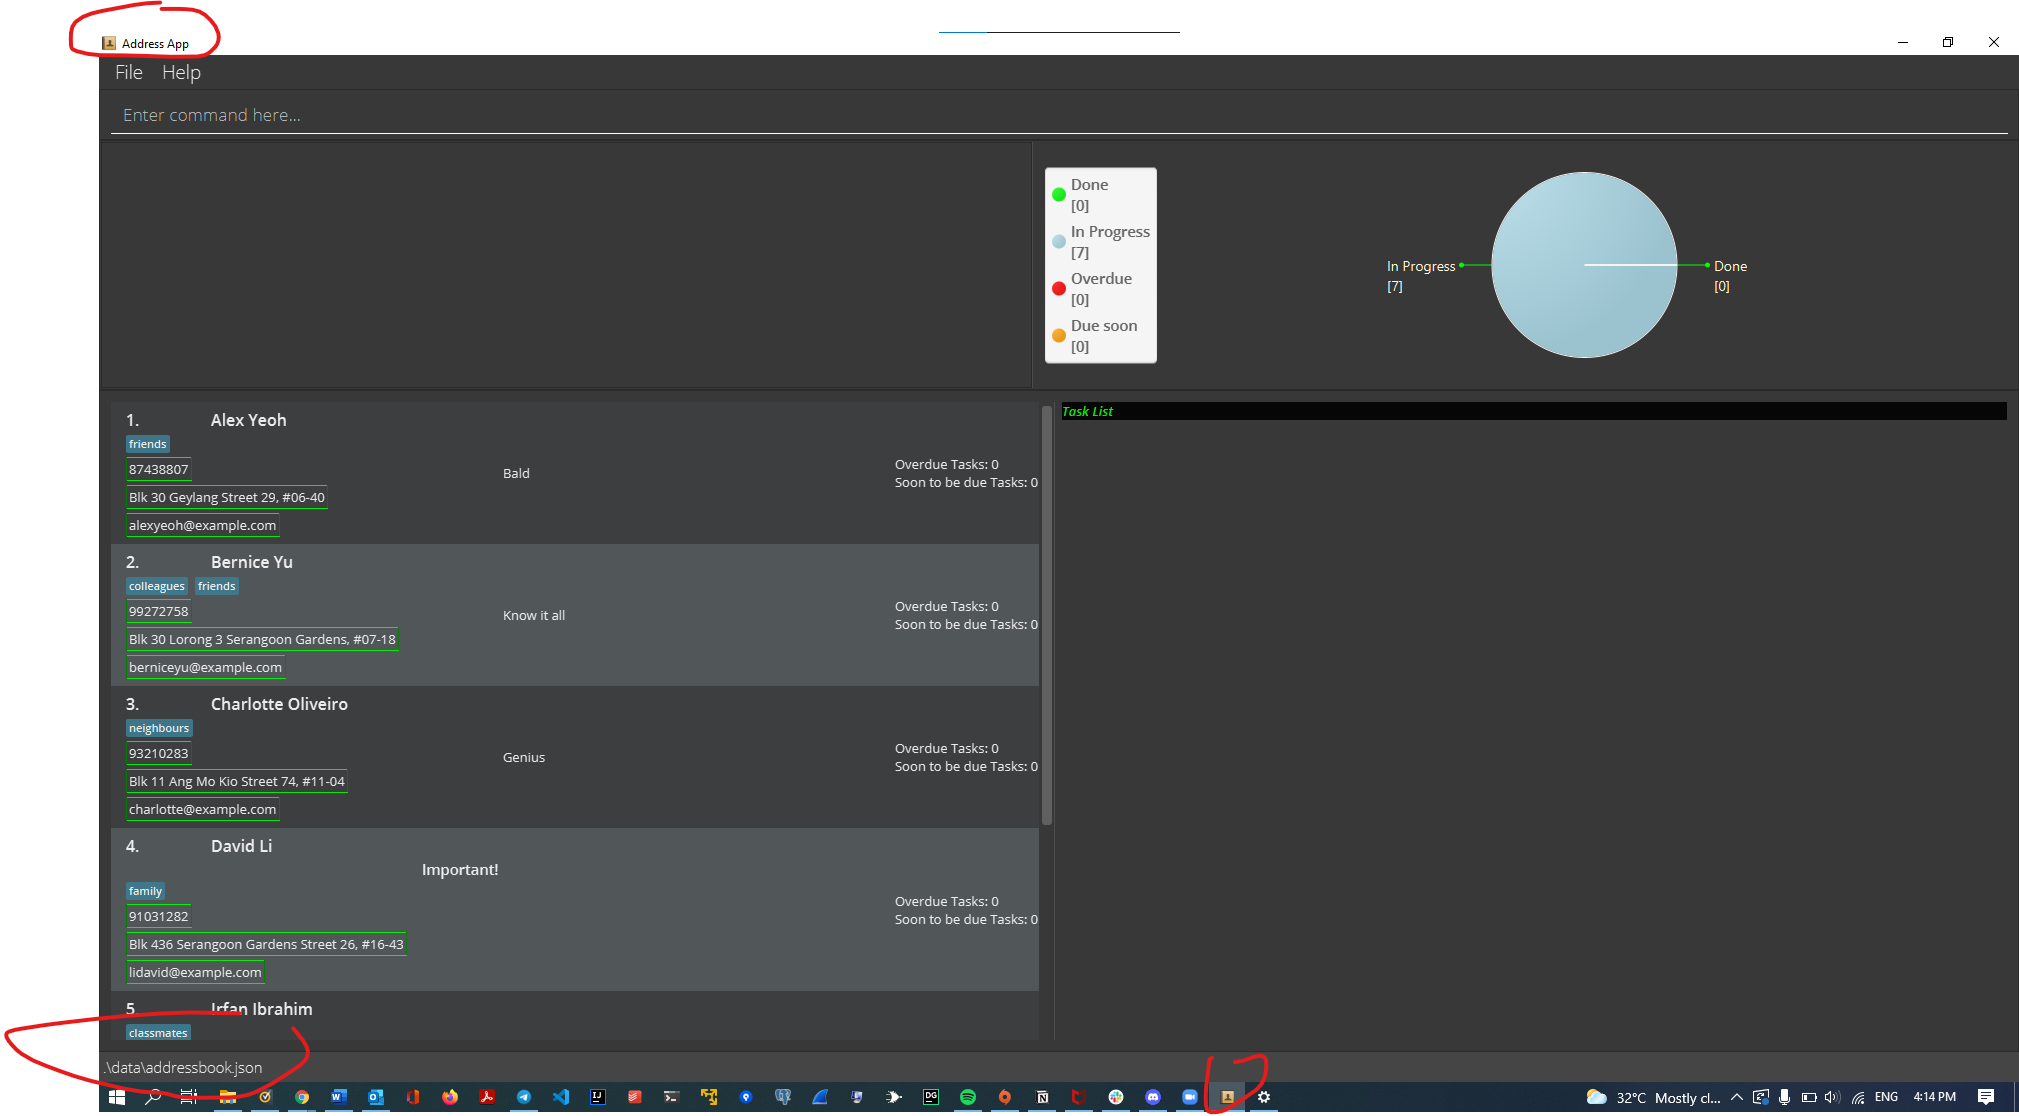 Address App
File Help
Enter command here...
Done
[0]
In Progress
[7]
Overdue
[0]
Due soon
[0]
In Progress
[7]
Done
[0]
1. Alex Yeoh
friends
87438807
Bald
Blk 30 Geylang Street 29, #06-40
alexyeoh@example.com
Overdue Tasks: 0
Soon to be due Tasks: 0
2. Bernice Yu
colleagues friends
99272758
Know it all
Blk 30 Lorong 3 Serangoon Gardens, #07-18
berniceyu@example.com
Overdue Tasks: 0
Soon to be due Tasks: 0
3. Charlotte Oliveiro
neighbours
93210283
Genius
Blk 11 Ang Mo Kio Street 74, #11-04
charlotte@example.com
Overdue Tasks: 0
Soon to be due Tasks: 0
4. David Li
Important!
family
91031282
Blk 436 Serangoon Gardens Street 26, #16-43
lidavid@example.com
Overdue Tasks: 0
Soon to be due Tasks: 0
5. Irfan Ibrahim
classmates
Task List
.\data\addressbook.json
32°C Mostly cl... ENG 4:14 PM